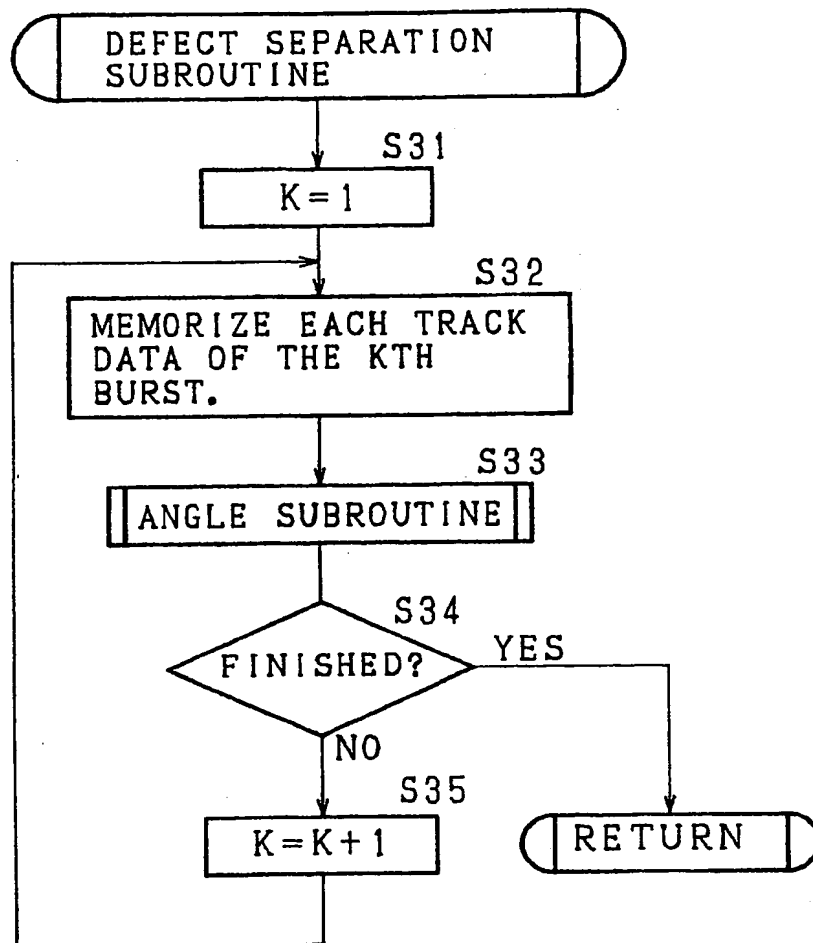 DEFECT SEPARATION
SUBROUTINE
S31
K=1
S32
MEMORIZE EACH TRACK
DATA OF THE KTH
BURST.
S33
ANGLE SUBROUTINE
S34
FINISHED?
YES
NO
S35
K=K+1
RETURN